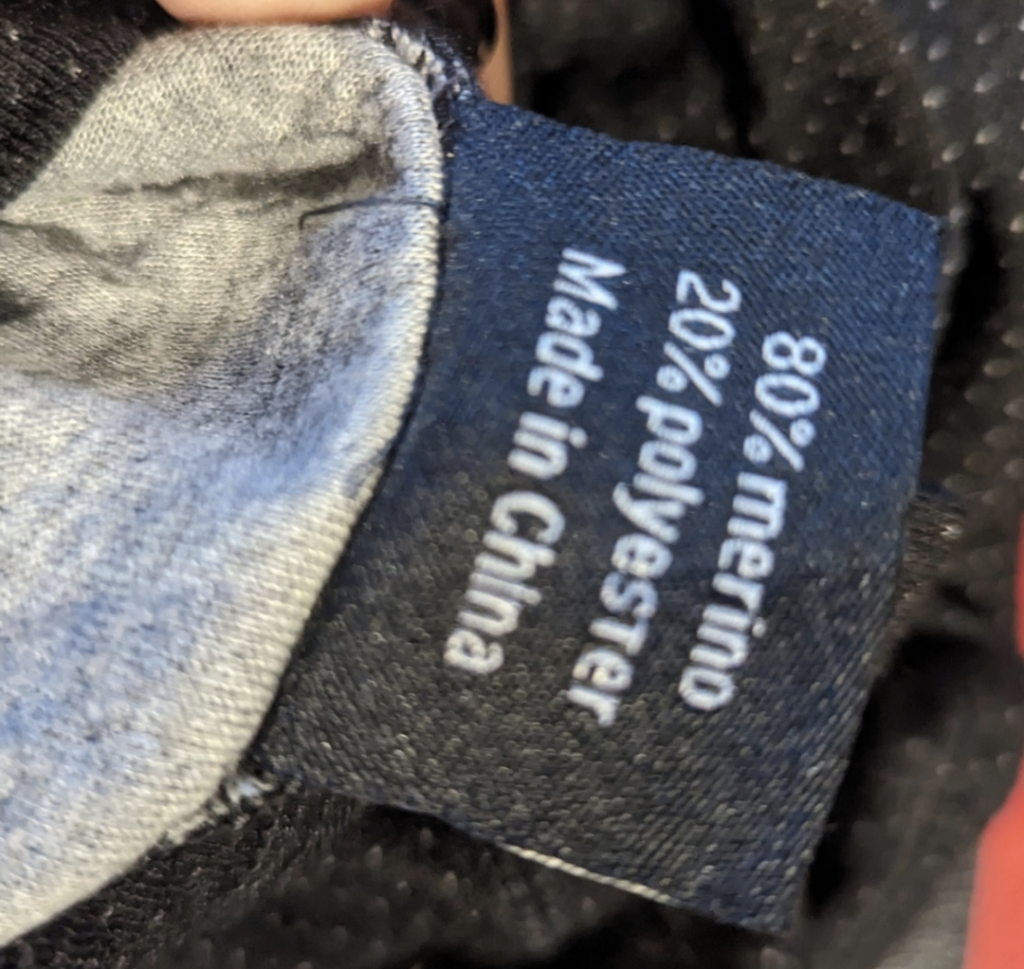 80% merino
20% polyester
Made in China